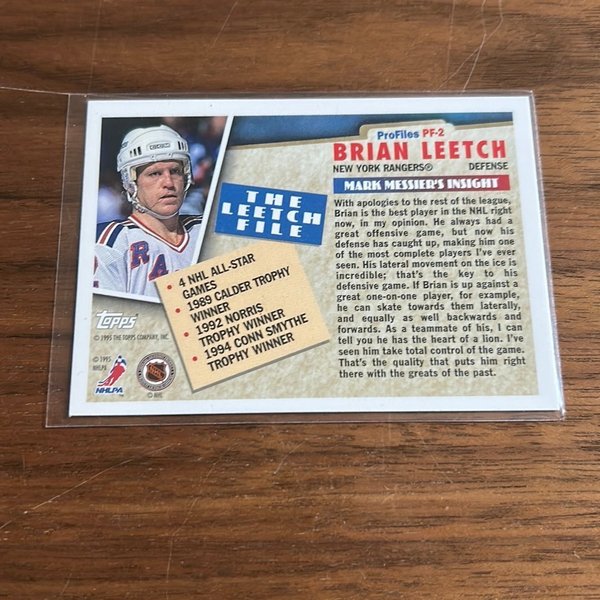 ProFiles PF-2
BRIAN LEETCH
NEW YORK RANGERS® DEFENSE
MARK MESSIER'S INSIGHT
With apologies to the rest of the league,
Brian is the best player in the NHL right
now, in my opinion. He always had a
great offensive game, but now his
defense has caught up, making him one
of the most complete players I've ever
seen. His lateral movement on the ice is
incredible; that's the key to his
defensive game. If Brian is up against a
great one-on-one player, for example,
he can skate towards them laterally,
and equally as well backwards and
forwards. As a teammate of his, I can
tell you he has the heart of a lion. I've
seen him take total control of the game.
That's the quality that puts him right
there with the greats of the past.
THE
LEETCH
FILE
• 4 NHL ALL-STAR
GAMES
• 1989 CALDER TROPHY
WINNER
• 1992 NORRIS
TROPHY WINNER
• 1994 CONN SMYTHE
TROPHY WINNER
RA
topps
© 1995 THE TOPPS COMPANY, INC.
© 1995
NHLPA
NHLPA
™
NHL
© NHL